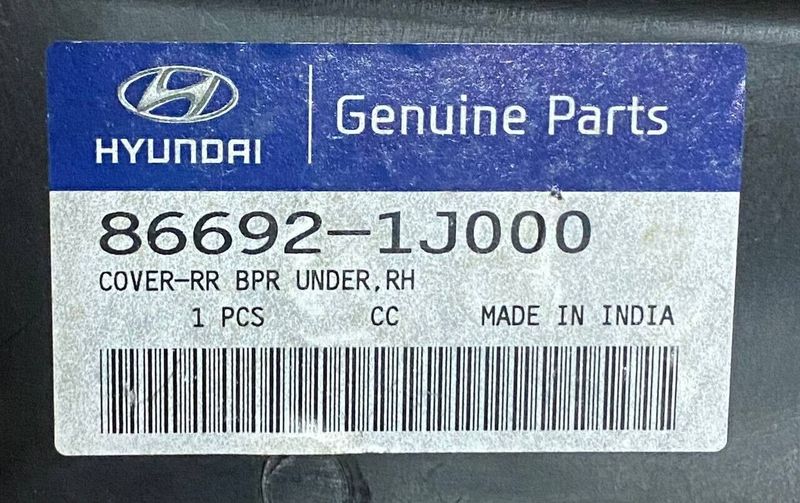 HYUNDAI
Genuine Parts
86692-1J000
COVER-RR BPR UNDER,RH
1 PCS CC MADE IN INDIA